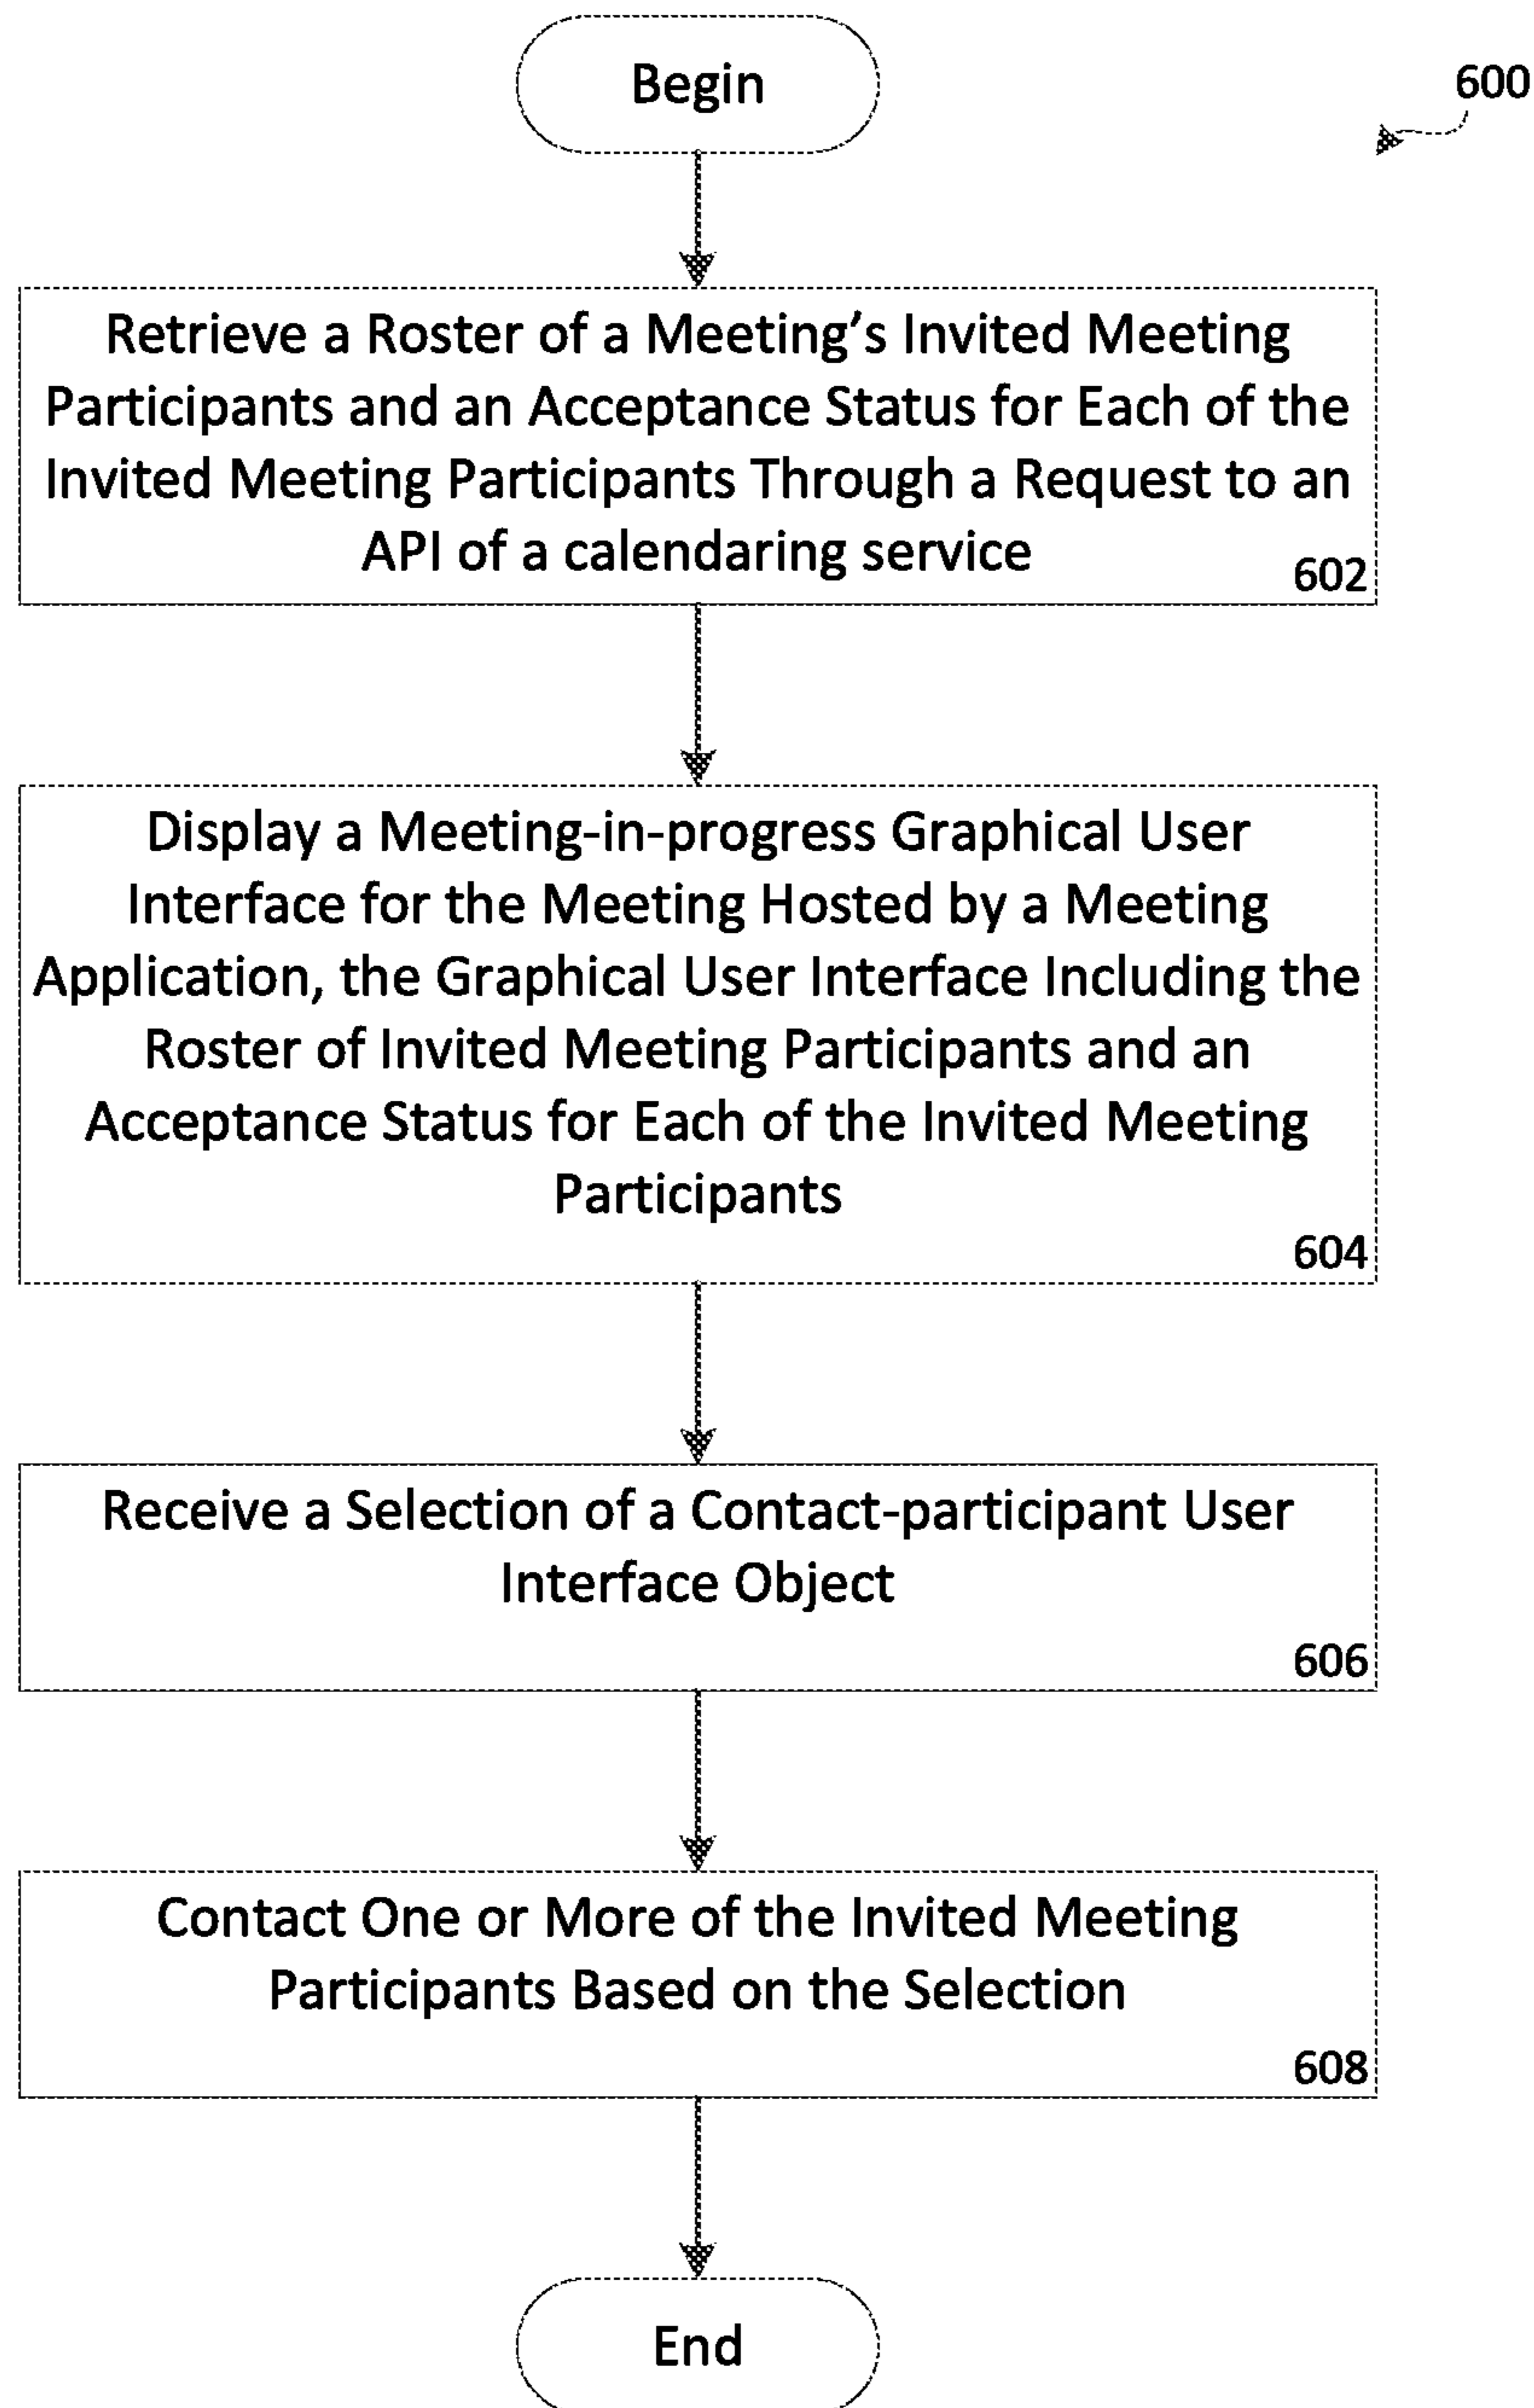 Begin
600
Retrieve a Roster of a Meeting's Invited Meeting
Participants and an Acceptance Status for Each of the
Invited Meeting Participants Through a Request to an
API of a calendaring service
602
Display a Meeting-in-progress Graphical User
Interface for the Meeting Hosted by a Meeting
Application, the Graphical User Interface Including the
Roster of Invited Meeting Participants and an
Acceptance Status for Each of the Invited Meeting
Participants
604
Receive a Selection of a Contact-participant User
Interface Object
606
Contact One or More of the Invited Meeting
Participants Based on the Selection
608
End